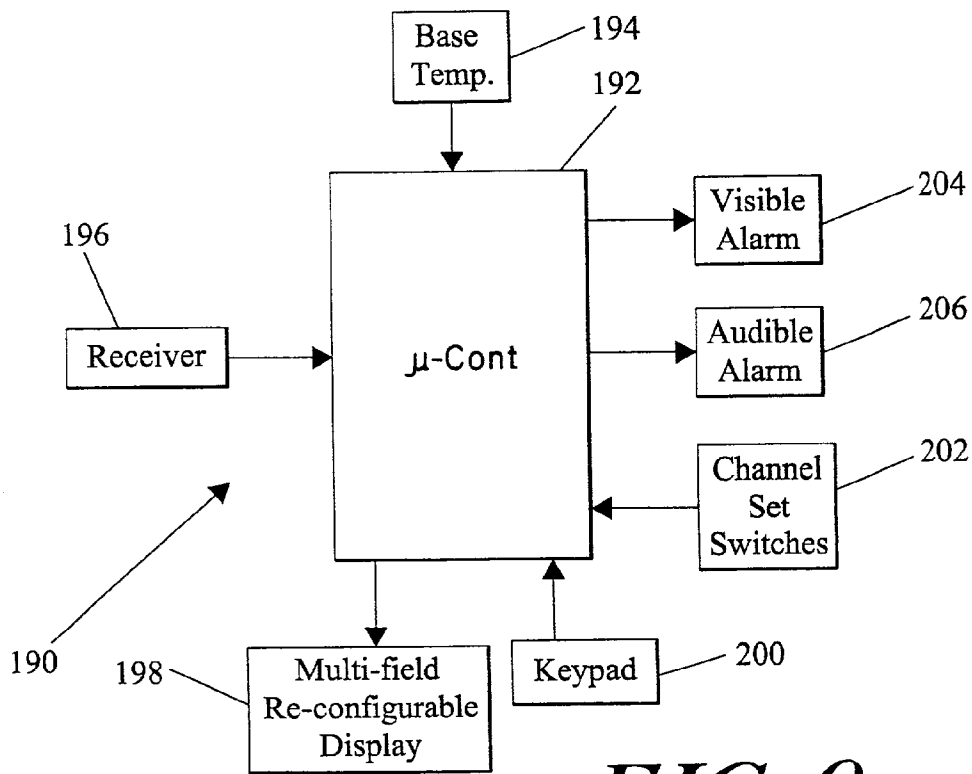 Base
Temp.
194
192
Visible
Alarm
204
196
Receiver
μ-Cont
Audible
Alarm
206
Channel
Set
Switches
202
190
198
Multi-field
Re-configurable
Display
Keypad
200